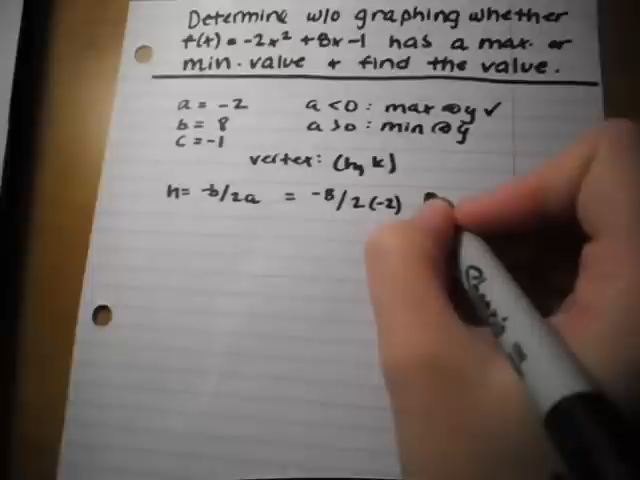 Determine w/o graphing whether
f(x) = -2x² + 8x - 1 has a max. or
min. value + find the value.
a = -2 a < 0 : max @ y ✓
b = 8 a > 0 : min @ y
c = -1
vertex: (h, k)
h = -b/2a = -8/2(-2)
Sharpie